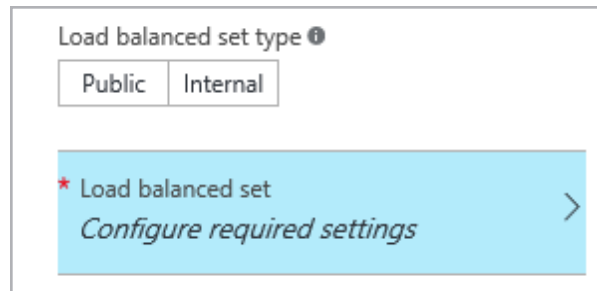 Load balanced set type
Public Internal
* Load balanced set
Configure required settings